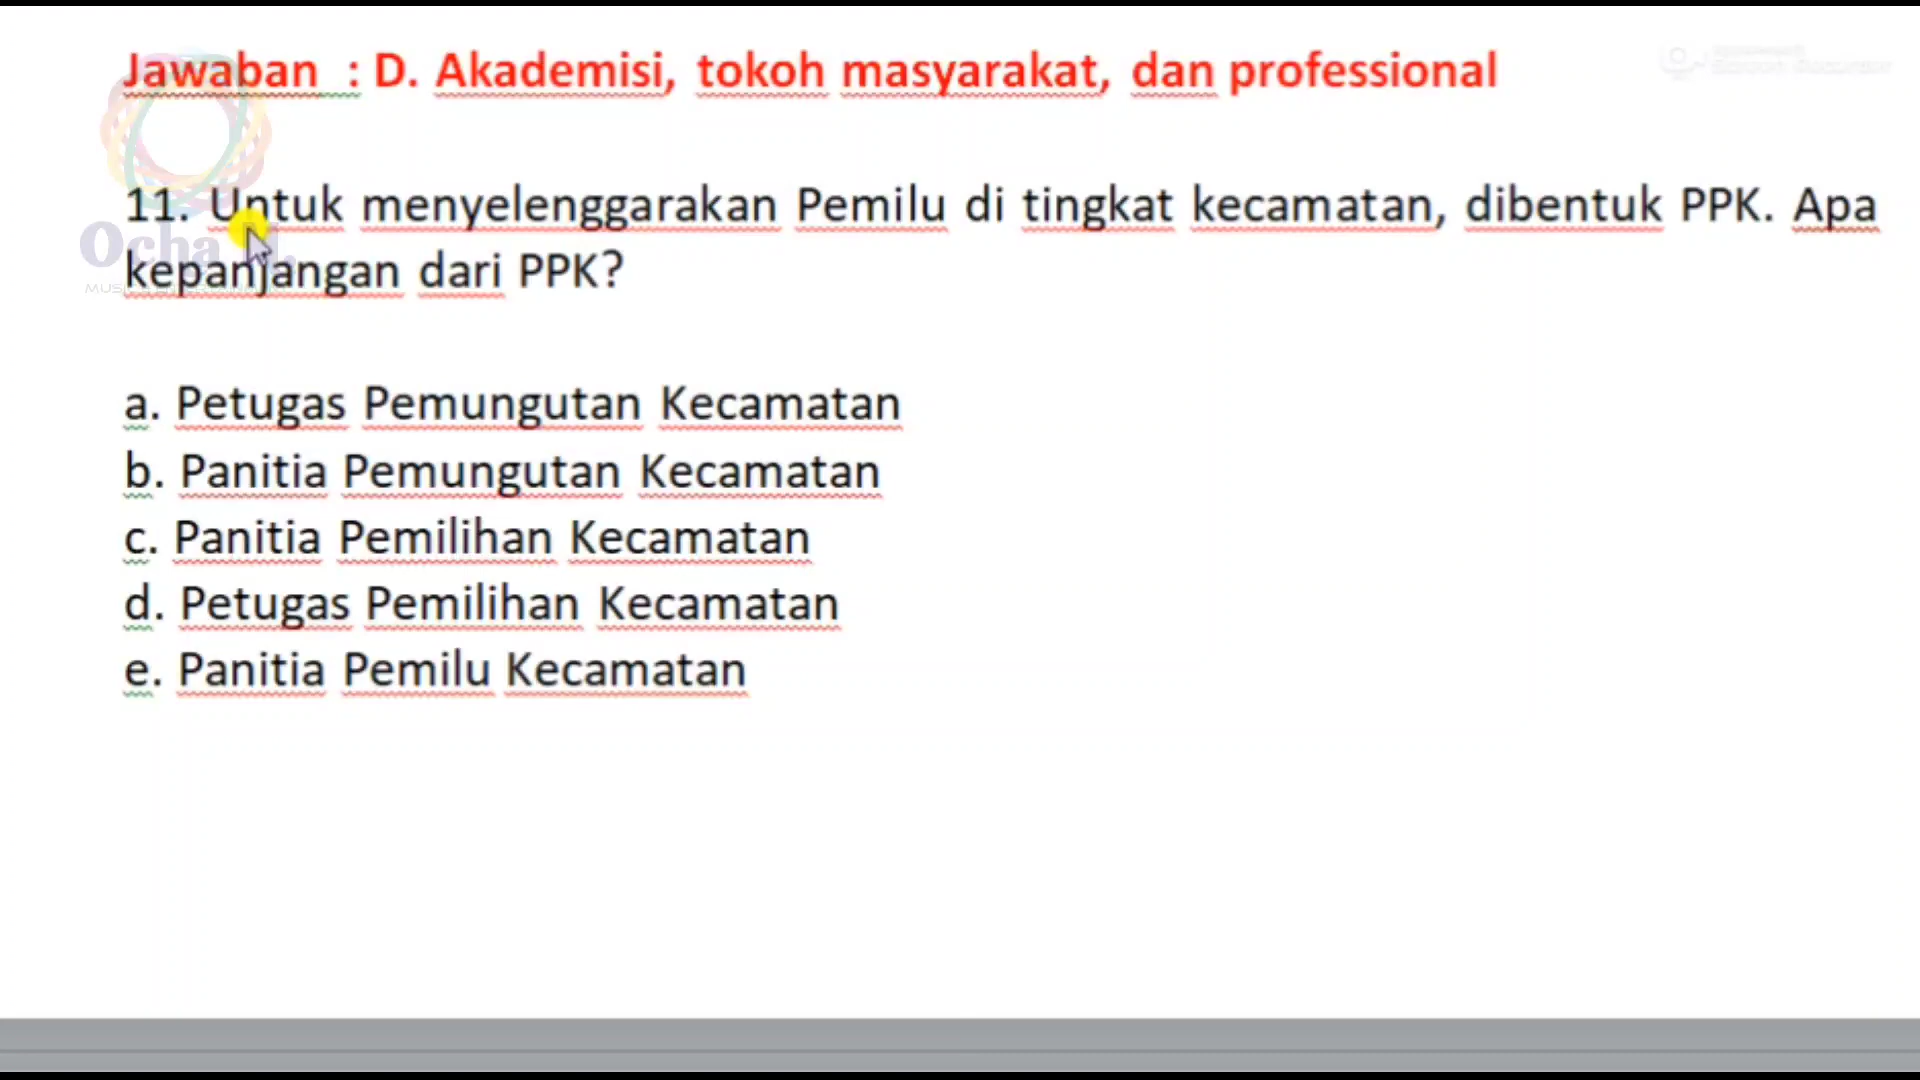 Jawaban : D. Akademisi, tokoh masyarakat, dan professional
11. Untuk menyelenggarakan Pemilu di tingkat kecamatan, dibentuk PPK. Apa
kepanjangan dari PPK?
Ocha
a. Petugas Pemungutan Kecamatan
b. Panitia Pemungutan Kecamatan
c. Panitia Pemilihan Kecamatan
d. Petugas Pemilihan Kecamatan
e. Panitia Pemilu Kecamatan